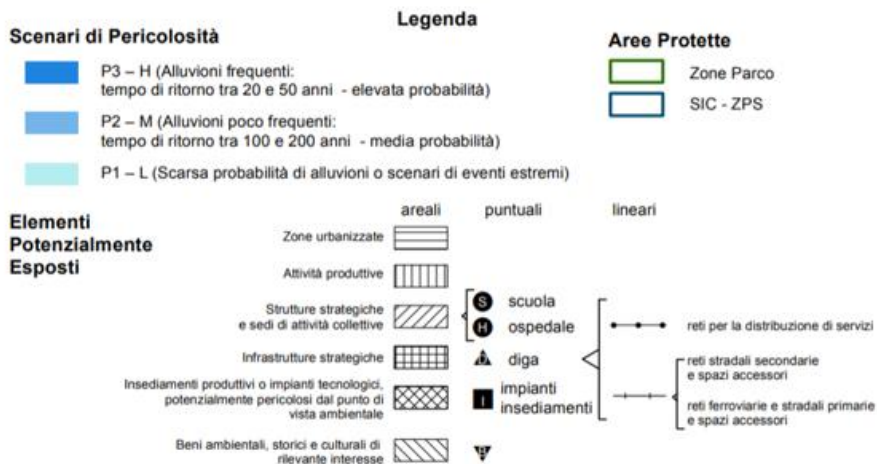 Legenda
Scenari di Pericolosità
P3 – H (Alluvioni frequenti:
tempo di ritorno tra 20 e 50 anni - elevata probabilità)
P2 – M (Alluvioni poco frequenti:
tempo di ritorno tra 100 e 200 anni - media probabilità)
P1 – L (Scarsa probabilità di alluvioni o scenari di eventi estremi)
Aree Protette
Zone Parco
SIC - ZPS
Elementi
Potenzialmente
Esposti
areali
puntuali
lineari
Zone urbanizzate
Attività produttive
Strutture strategiche
e sedi di attività collettive
Infrastrutture strategiche
Insediamenti produttivi o impianti tecnologici,
potenzialmente pericolosi dal punto di
vista ambientale
Beni ambientali, storici e culturali di
rilevante interesse
S scuola
H ospedale
D diga
I impianti
insediamenti
B
reti per la distribuzione di servizi
reti stradali secondarie
e spazi accessori
reti ferroviarie e stradali primarie
e spazi accessori